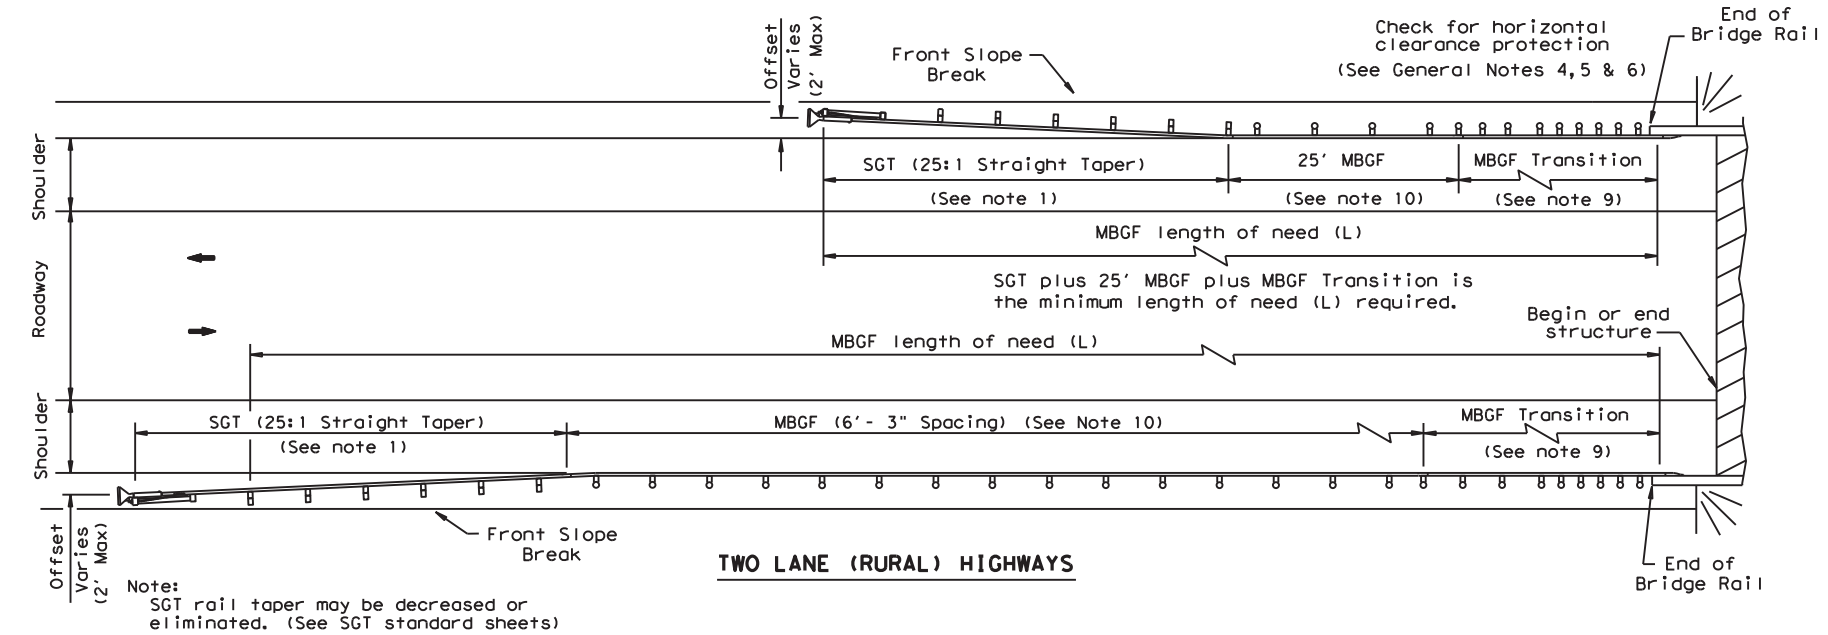 Offset
Varies
(2' Max)
Front Slope
Break
Check for horizontal
clearance protection
(See General Notes 4,5 & 6)
End of
Bridge Rail
Shoulder
SGT (25:1 Straight Taper)
(See note 1)
25' MBGF
(See note 10)
MBGF Transition
(See note 9)
MBGF length of need (L)
SGT plus 25' MBGF plus MBGF Transition is
the minimum length of need (L) required.
Roadway
Begin or end
structure
MBGF length of need (L)
Shoulder
SGT (25:1 Straight Taper)
(See note 1)
MBGF (6'- 3" Spacing) (See Note 10)
MBGF Transition
(See note 9)
Offset
Varies
(2' Max)
Front Slope
Break
TWO LANE (RURAL) HIGHWAYS
End of
Bridge Rail
Note:
SGT rail taper may be decreased or
eliminated. (See SGT standard sheets)